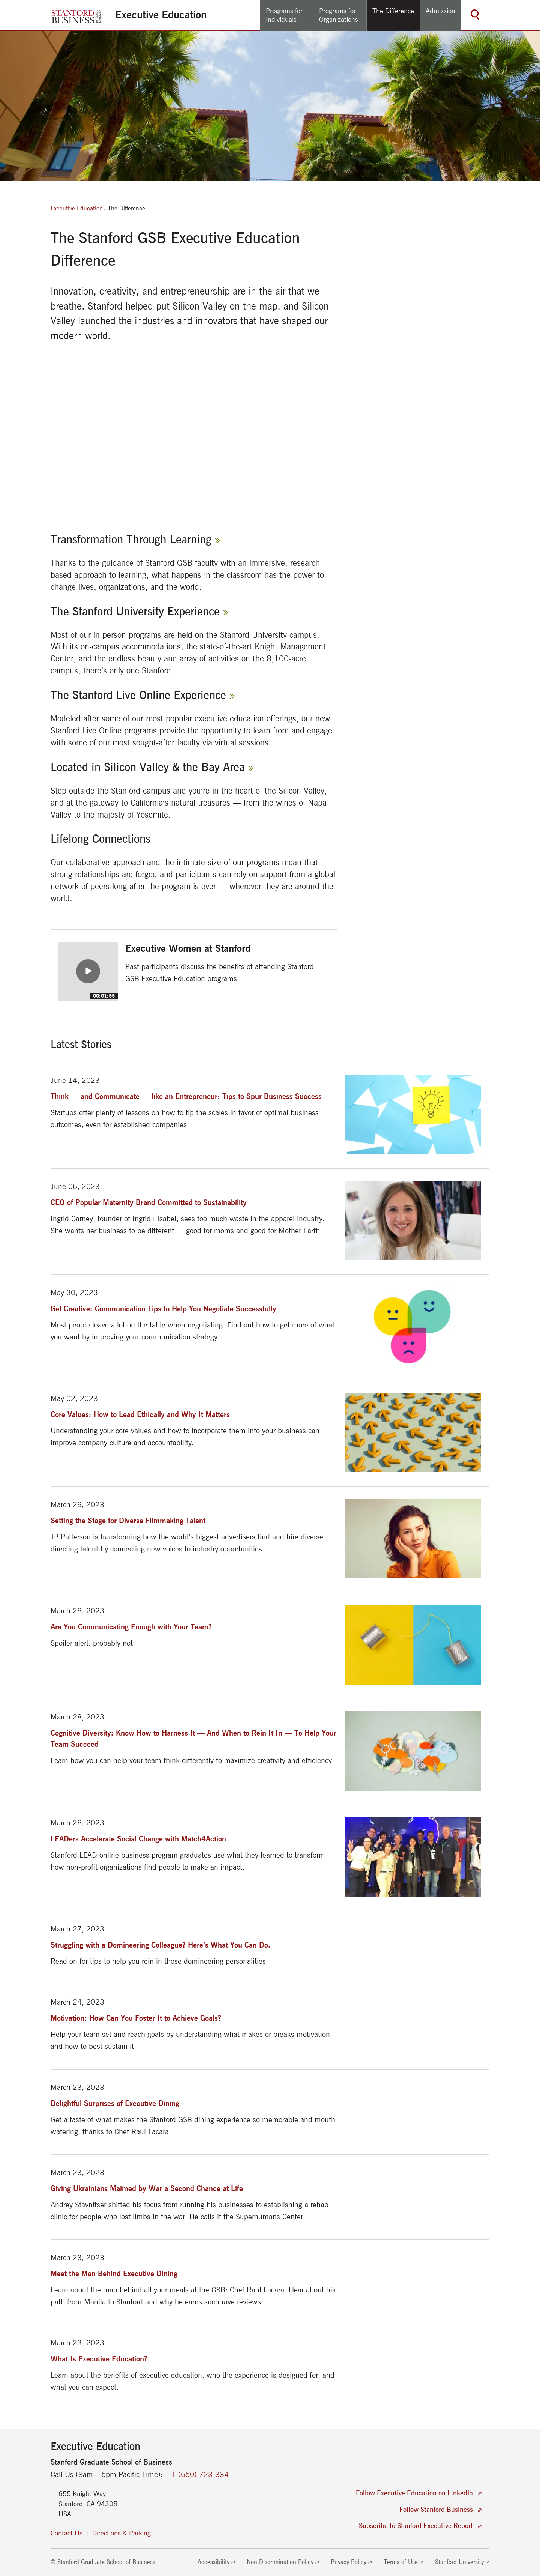 STANFORD
BUSINESS
Executive Education
Programs for
Individuals
Programs for
Organizations
The Difference
Admission
Executive Education › The Difference
The Stanford GSB Executive Education
Difference
Innovation, creativity, and entrepreneurship are in the air that we
breathe. Stanford helped put Silicon Valley on the map, and Silicon
Valley launched the industries and innovators that have shaped our
modern world.
Transformation Through Learning »
Thanks to the guidance of Stanford GSB faculty with an immersive, research-
based approach to learning, what happens in the classroom has the power to
change lives, organizations, and the world.
The Stanford University Experience »
Most of our in-person programs are held on the Stanford University campus.
With its on-campus accommodations, the state-of-the-art Knight Management
Center, and the endless beauty and array of activities on the 8,100-acre
campus, there's only one Stanford.
The Stanford Live Online Experience »
Modeled after some of our most popular executive education offerings, our new
Stanford Live Online programs provide the opportunity to learn from and engage
with some of our most sought-after faculty via virtual sessions.
Located in Silicon Valley & the Bay Area »
Step outside the Stanford campus and you're in the heart of the Silicon Valley,
and at the gateway to California's natural treasures — from the wines of Napa
Valley to the majesty of Yosemite.
Lifelong Connections
Our collaborative approach and the intimate size of our programs mean that
strong relationships are forged and participants can rely on support from a global
network of peers long after the program is over — wherever they are around the
world.
00:01:55
Executive Women at Stanford
Past participants discuss the benefits of attending Stanford
GSB Executive Education programs.
Latest Stories
June 14, 2023
Think — and Communicate — like an Entrepreneur: Tips to Spur Business Success
Startups offer plenty of lessons on how to tip the scales in favor of optimal business
outcomes, even for established companies.
June 06, 2023
CEO of Popular Maternity Brand Committed to Sustainability
Ingrid Carney, founder of Ingrid+Isabel, sees too much waste in the apparel industry.
She wants her business to be different — good for moms and good for Mother Earth.
May 30, 2023
Get Creative: Communication Tips to Help You Negotiate Successfully
Most people leave a lot on the table when negotiating. Find out how to get more of what
you want by improving your communication strategy.
May 02, 2023
Core Values: How to Lead Ethically and Why It Matters
Understanding your core values and how to incorporate them into your business can
improve company culture and accountability.
March 29, 2023
Setting the Stage for Diverse Filmmaking Talent
JP Patterson is transforming how the world's biggest advertisers find and hire diverse
directing talent by connecting new voices to industry opportunities.
March 28, 2023
Are You Communicating Enough with Your Team?
Spoiler alert: probably not.
March 28, 2023
Cognitive Diversity: Know How to Harness It — And When to Rein It In — To Help Your
Team Succeed
Learn how you can help your team think differently to maximize creativity and efficiency.
March 28, 2023
LEADers Accelerate Social Change with Match4Action
Stanford LEAD online business program graduates use what they learned to transform
how non-profit organizations find people to make an impact.
March 27, 2023
Struggling with a Domineering Colleague? Here's What You Can Do.
Read on for tips to help you rein in those domineering personalities.
March 24, 2023
Motivation: How Can You Foster It to Achieve Goals?
Help your team set and reach goals by understanding what makes or breaks motivation,
and how to best sustain it.
March 23, 2023
Delightful Surprises of Executive Dining
Get a taste of what makes the Stanford GSB dining experience so memorable and mouth
watering, thanks to Chef Raul Lacara.
March 23, 2023
Giving Ukrainians Maimed by War a Second Chance at Life
Andrey Stavnitser shifted his focus from running his businesses to establishing a rehab
clinic for people who lost limbs in the war. He calls it the Superhumans Center.
March 23, 2023
Meet the Man Behind Executive Dining
Learn about the man behind all your meals at the GSB: Chef Raul Lacara. Hear about his
path from Manila to Stanford and why he earns such rave reviews.
March 23, 2023
What Is Executive Education?
Learn about the benefits of executive education, who the experience is designed for, and
what you can expect.
Executive Education
Stanford Graduate School of Business
Call Us (8am – 5pm Pacific Time): +1 (650) 723-3341
655 Knight Way
Stanford, CA 94305
USA
Contact Us
Directions & Parking
Follow Executive Education on LinkedIn
Follow Stanford Business
Subscribe to Stanford Executive Report
© Stanford Graduate School of Business
Accessibility
Non-Discrimination Policy
Privacy Policy
Terms of Use
Stanford University